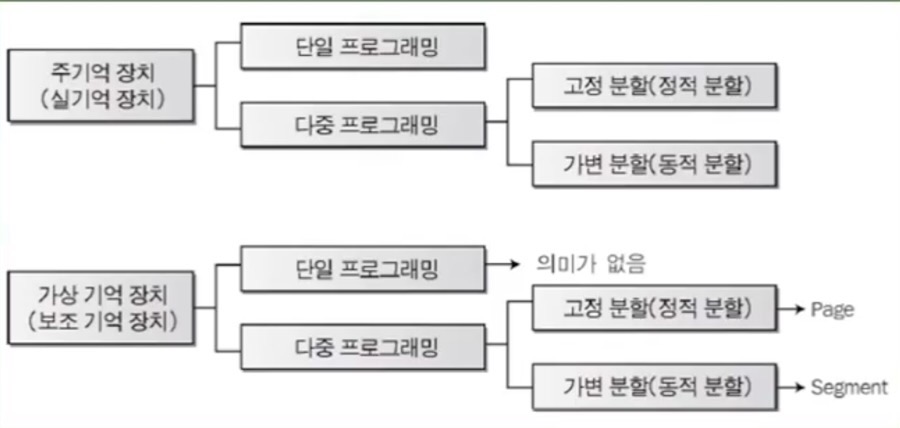 단일 프로그래밍
주기억 장치
(실기억 장치)
고정 분할(정적 분할)
다중 프로그래밍
가변 분할(동적 분할)
단일 프로그래밍
의미가 없음
가상 기억 장치
(보조 기억 장치)
고정 분할(정적 분할)
Page
다중 프로그래밍
가변 분할(동적 분할)
Segment